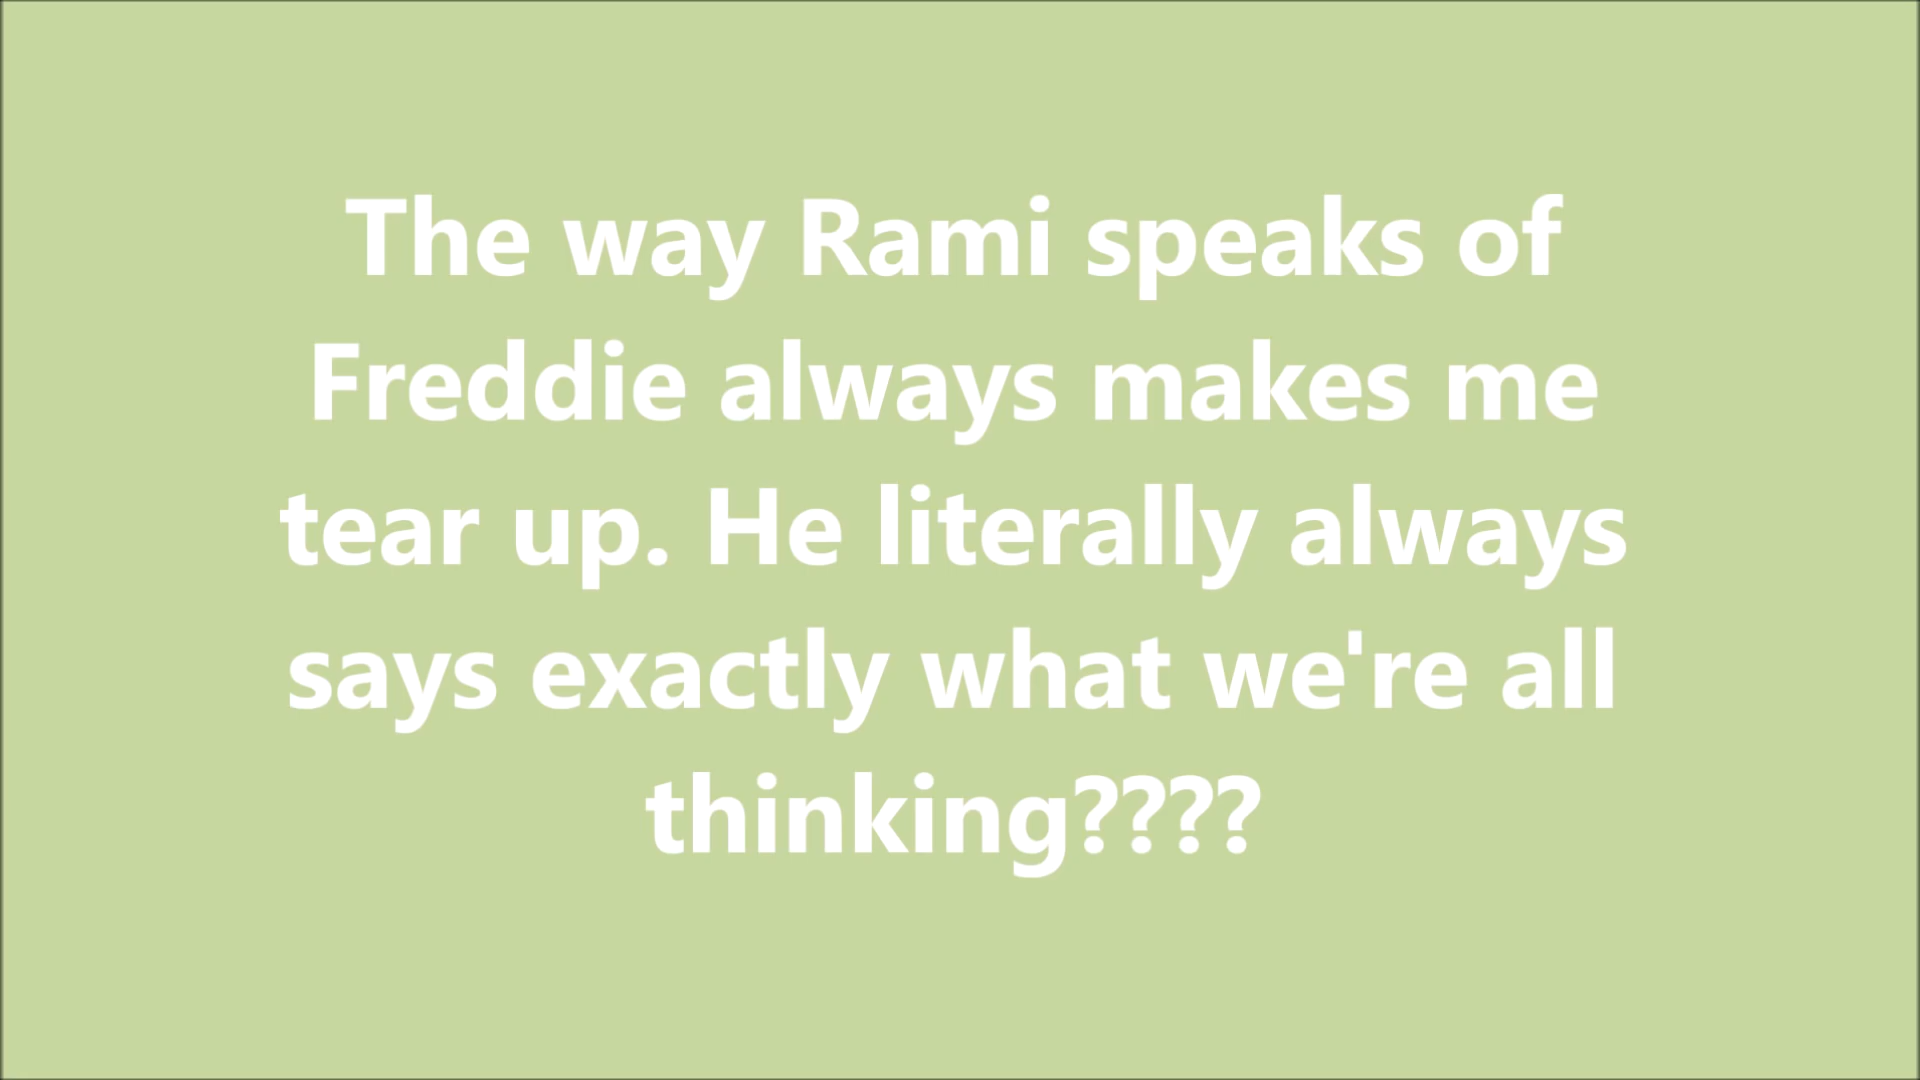 The way Rami speaks of
Freddie always makes me
tear up. He literally always
says exactly what we're all
thinking????